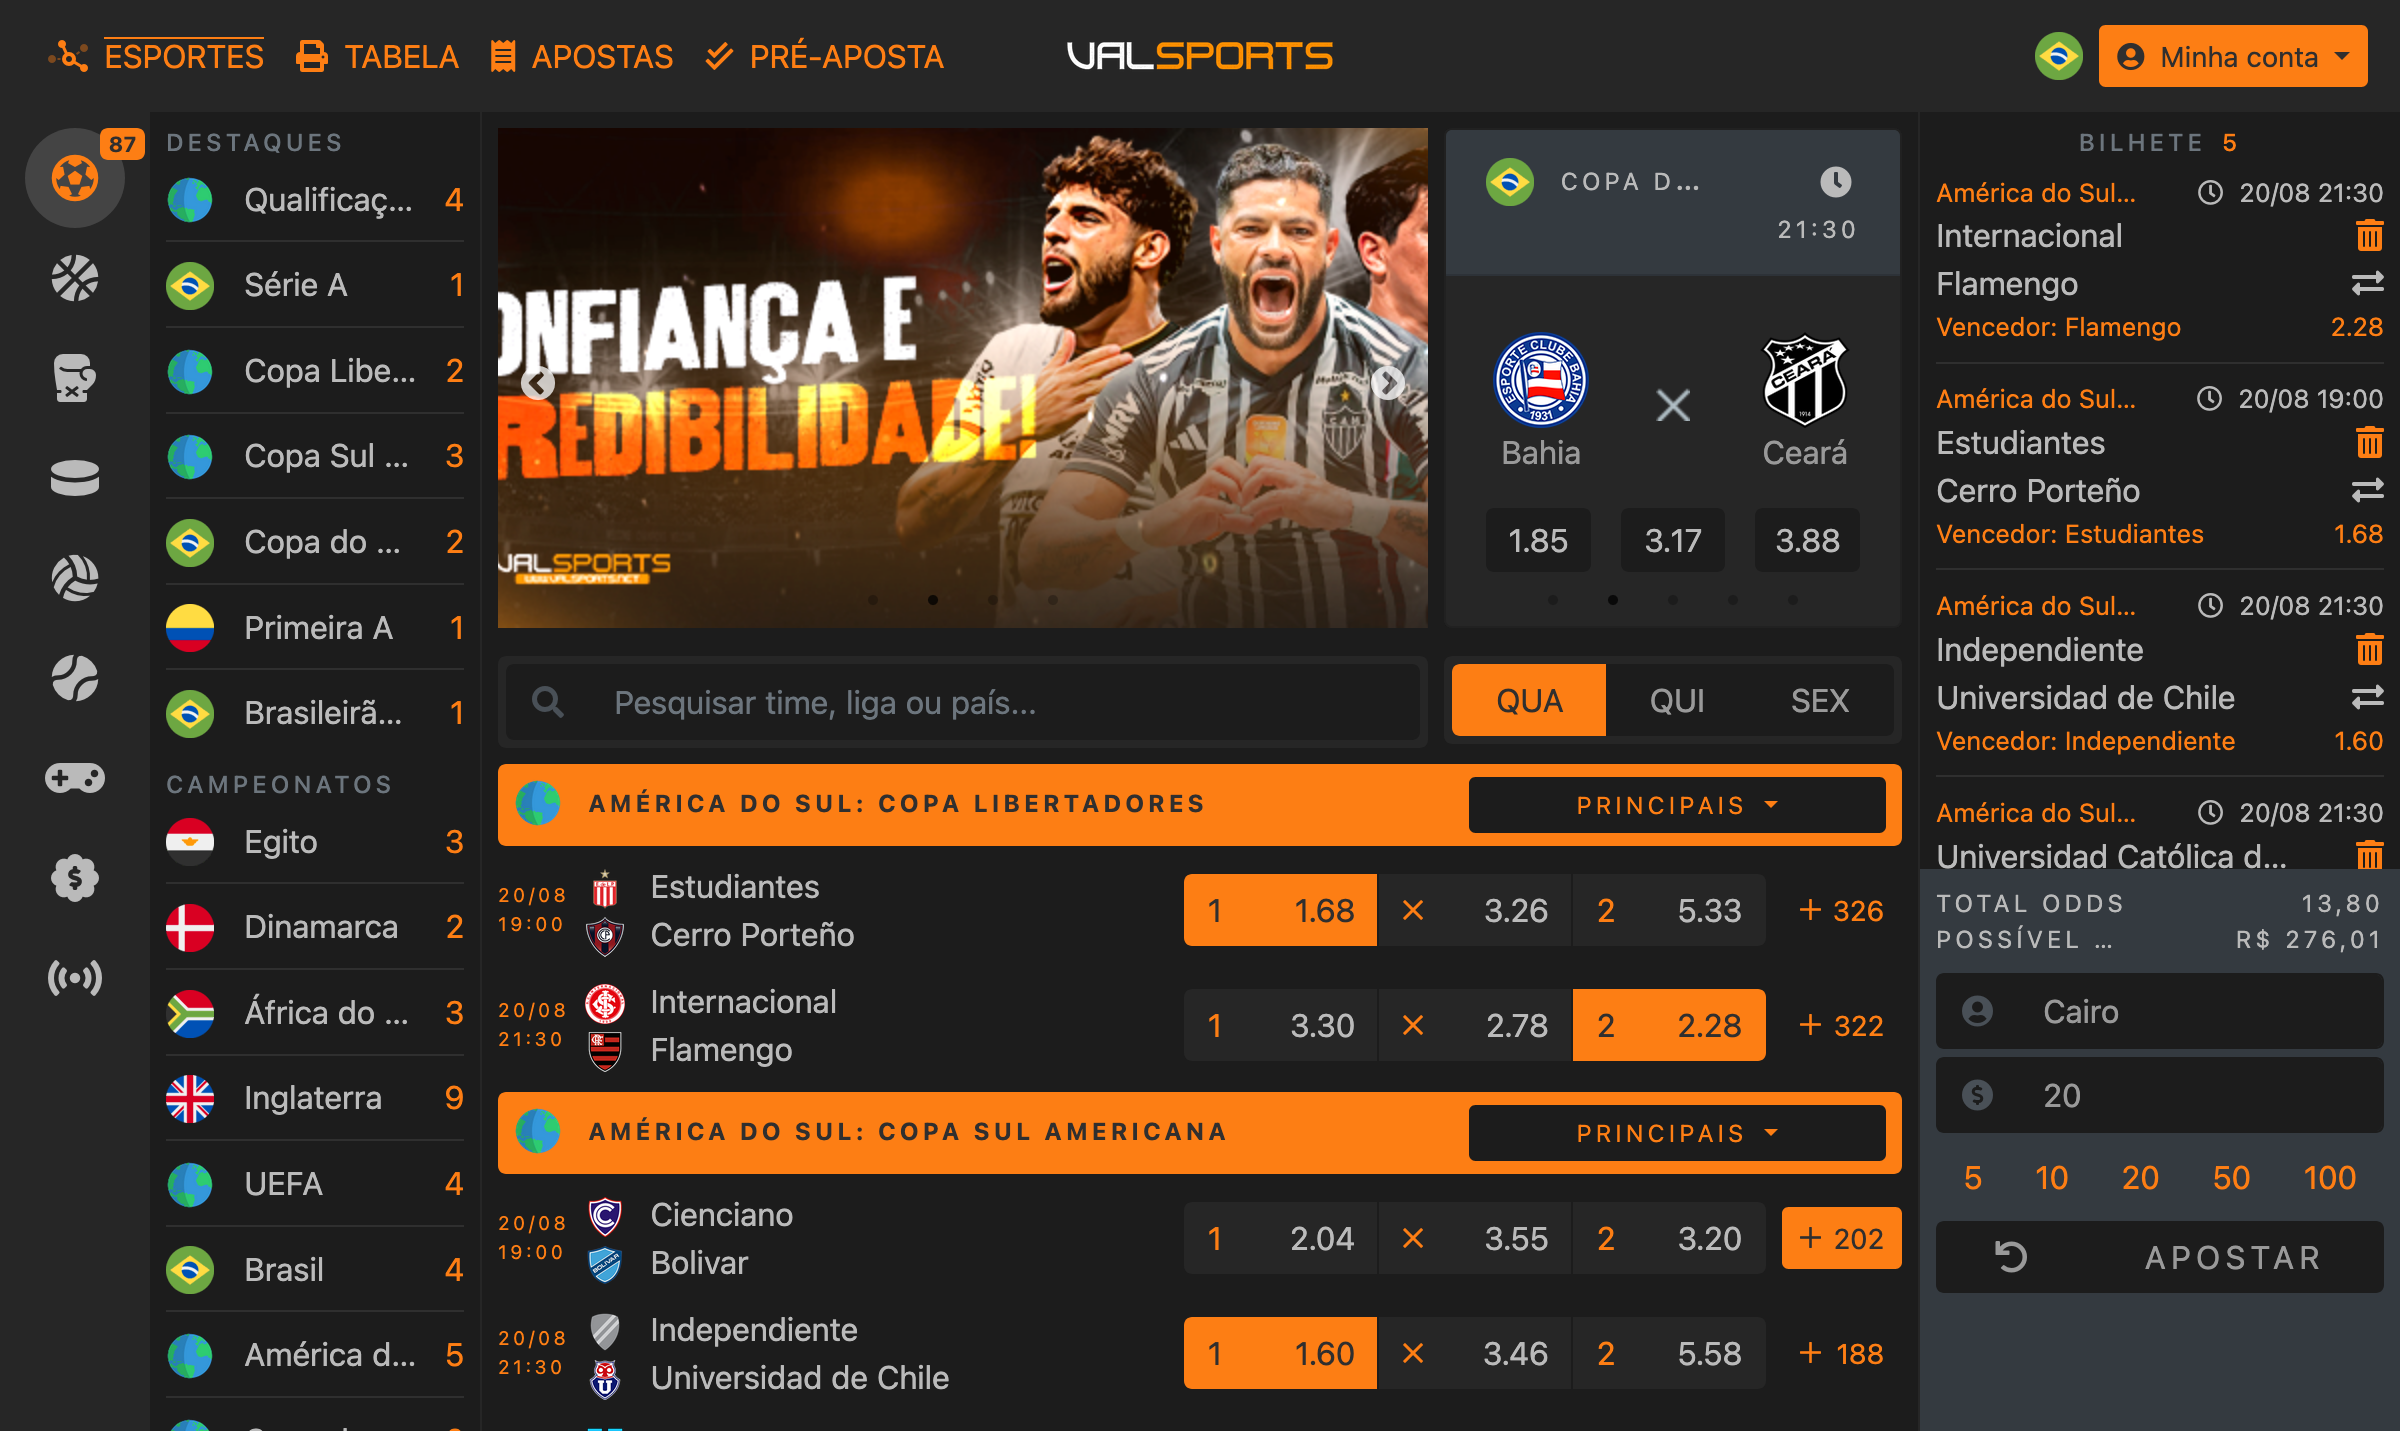 ESPORTES
TABELA
APOSTAS
PRÉ-APOSTA
VALSPORTS
Minha conta
87
DESTAQUES
Qualificaç... 4
Série A 1
Copa Libe... 2
Copa Sul ... 3
Copa do ... 2
Primeira A 1
Brasileirã... 1
CAMPEONATOS
Egito 3
Dinamarca 2
África do ... 3
Inglaterra 9
UEFA 4
Brasil 4
América d... 5
ONFIANÇA E
REDIBILIDADE!
VALSPORTS
WWW.VALSPORTS.NET
COPA D...
21:30
ESPORTE CLUBE BAHIA
1931
CEARÁ
1914
Bahia
Ceará
1.85 3.17 3.88
Pesquisar time, liga ou país...
QUA QUI SEX
AMÉRICA DO SUL: COPA LIBERTADORES
PRINCIPAIS
20/08
19:00
Estudiantes
Cerro Porteño
1 1.68 × 3.26 2 5.33 + 326
20/08
21:30
Internacional
Flamengo
1 3.30 × 2.78 2 2.28 + 322
AMÉRICA DO SUL: COPA SUL AMERICANA
PRINCIPAIS
20/08
19:00
Cienciano
Bolivar
1 2.04 × 3.55 2 3.20 + 202
20/08
21:30
Independiente
Universidad de Chile
1 1.60 × 3.46 2 5.58 + 188
BILHETE 5
América do Sul... 20/08 21:30
Internacional
Flamengo
Vencedor: Flamengo 2.28
América do Sul... 20/08 19:00
Estudiantes
Cerro Porteño
Vencedor: Estudiantes 1.68
América do Sul... 20/08 21:30
Independiente
Universidad de Chile
Vencedor: Independiente 1.60
América do Sul... 20/08 21:30
Universidad Católica d...
TOTAL ODDS 13,80
POSSÍVEL ... R$ 276,01
Cairo
20
5 10 20 50 100
APOSTAR